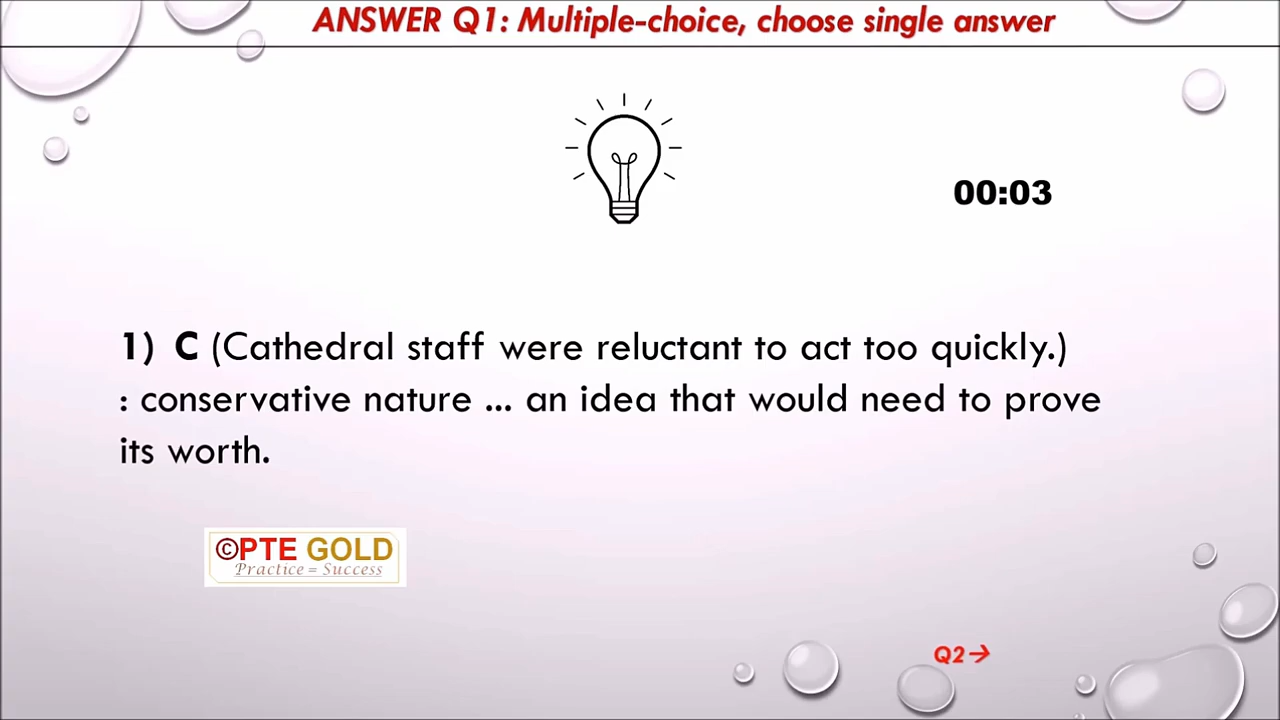 ANSWER Q1: Multiple-choice, choose single answer
00:03
1) C (Cathedral staff were reluctant to act too quickly.)
: conservative nature ... an idea that would need to prove
its worth.
©PTE GOLD
Practice = Success
Q2→